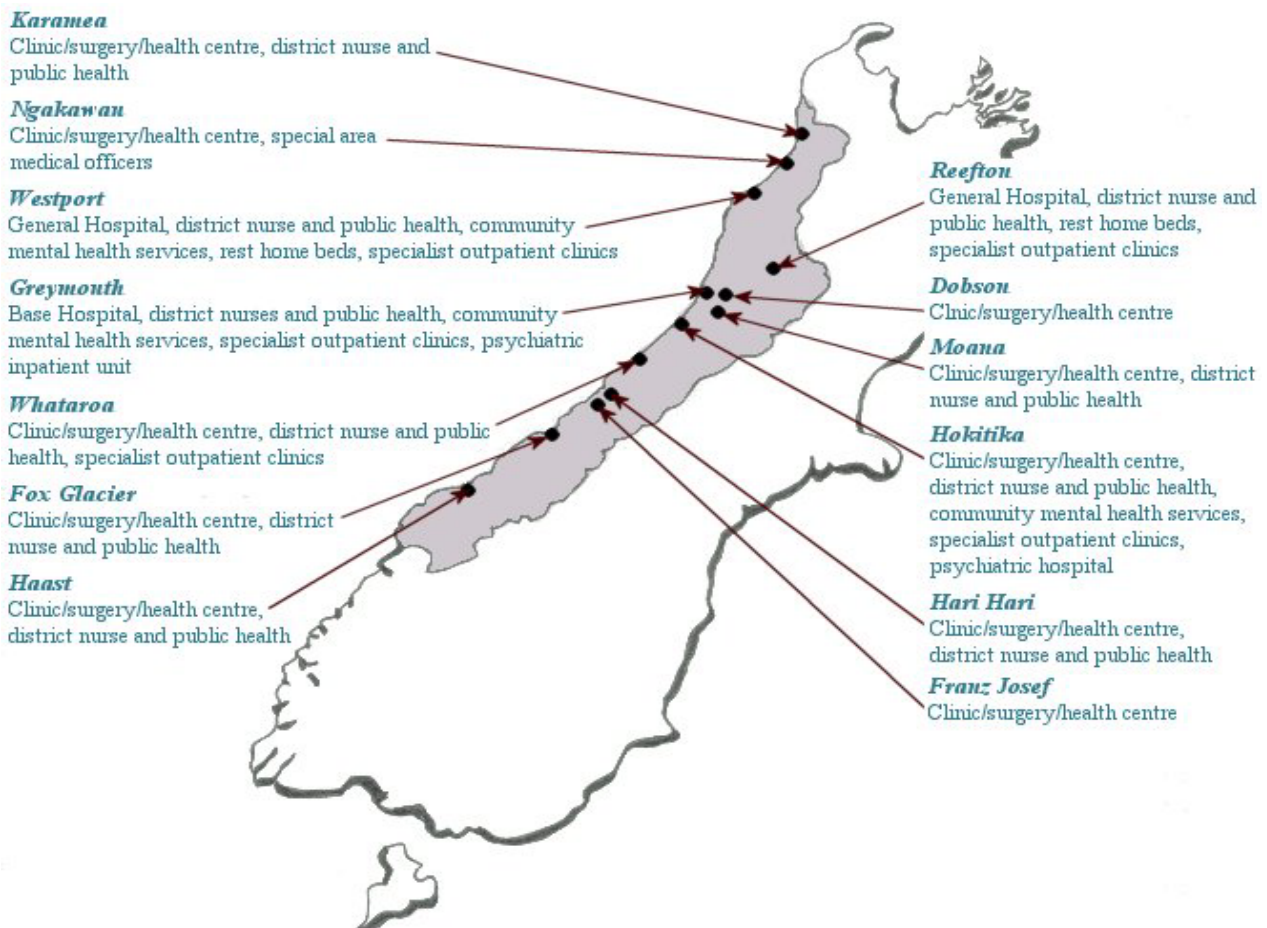 Karamea
Clinic/surgery/health centre, district nurse and
public health
Ngakawau
Clinic/surgery/health centre, special area
medical officers
Westport
General Hospital, district nurse and public health, community
mental health services, rest home beds, specialist outpatient clinics
Greymouth
Base Hospital, district nurses and public health, community
mental health services, specialist outpatient clinics, psychiatric
inpatient unit
Whataroa
Clinic/surgery/health centre, district nurse and public
health, specialist outpatient clinics
Fox Glacier
Clinic/surgery/health centre, district
nurse and public health
Haast
Clinic/surgery/health centre,
district nurse and public health
Reefton
General Hospital, district nurse and
public health, rest home beds,
specialist outpatient clinics
Dobson
Clnic/surgery/health centre
Moana
Clinic/surgery/health centre, district
nurse and public health
Hokitika
Clinic/surgery/health centre,
district nurse and public health,
community mental health services,
specialist outpatient clinics,
psychiatric hospital
Hari Hari
Clinic/surgery/health centre,
district nurse and public health
Franz Josef
Clinic/surgery/health centre